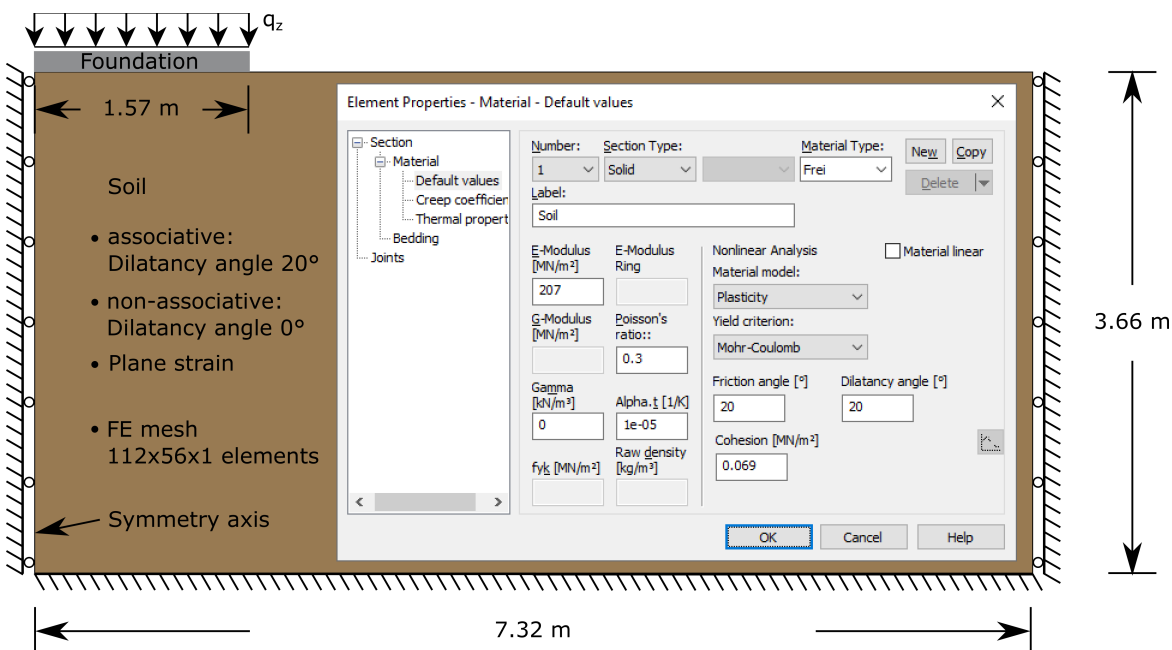 qz
Foundation
1.57 m
Soil
• associative:
Dilatancy angle 20°
• non-associative:
Dilatancy angle 0°
• Plane strain
• FE mesh
112x56x1 elements
Symmetry axis
7.32 m
3.66 m
Element Properties - Material - Default values
Section
Material
Default values
Creep coefficier
Thermal propert
Bedding
Joints
Number:
Section Type:
Material Type:
New
Copy
1
Solid
Frei
Delete
Label:
Soil
E-Modulus
[MN/m²]
E-Modulus
Ring
207
G-Modulus
[MN/m²]
Poisson's
ratio::
0.3
Gamma
[kN/m³]
Alpha.t [1/K]
0
1e-05
fyk [MN/m²]
Raw density
[kg/m³]
Nonlinear Analysis
Material linear
Material model:
Plasticity
Yield criterion:
Mohr-Coulomb
Friction angle [°]
Dilatancy angle [°]
20
20
Cohesion [MN/m²]
0.069
OK
Cancel
Help